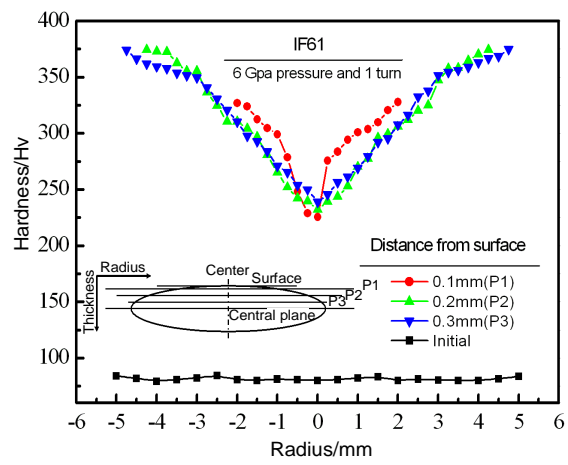 400
350
300
250
200
150
100
Hardness/Hv
IF61
6 Gpa pressure and 1 turn
Distance from surface
0.1mm(P1)
0.2mm(P2)
0.3mm(P3)
Initial
Radius
Thickness
Center
Surface
P1
P2
P3
Central plane
-6 -5 -4 -3 -2 -1 0 1 2 3 4 5 6
Radius/mm